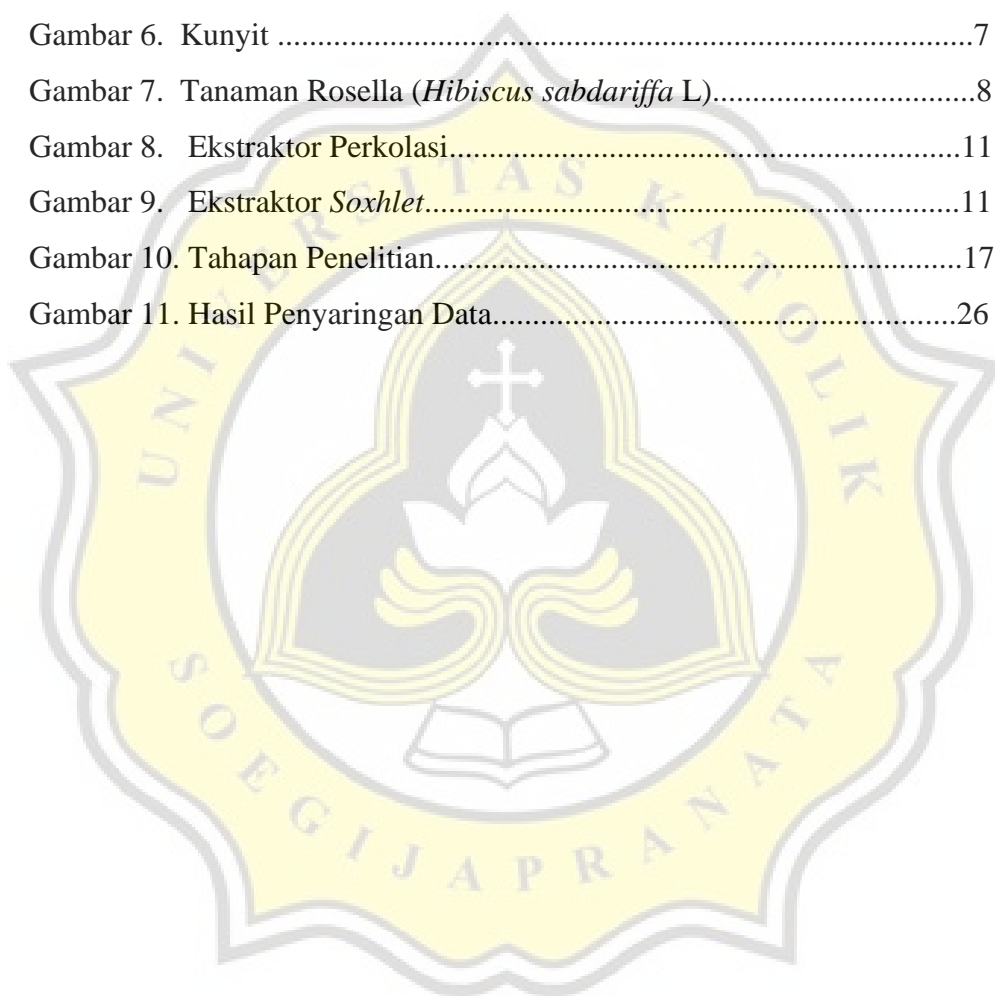 Gambar 6.  Kunyit ..........................................................................................7
Gambar 7.  Tanaman Rosella (Hibiscus sabdariffa L).................................8
Gambar 8.   Ekstraktor Perkolasi.................................................................11
Gambar 9.   Ekstraktor Soxhlet....................................................................11
Gambar 10. Tahapan Penelitian...................................................................17
Gambar 11. Hasil Penyaringan Data...........................................................26
UNIVERSITAS KATOLIK
SOEGIJAPRANATA